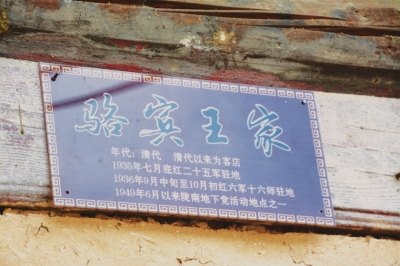 骆宾王家
年代：清代 清代以来为客店
1935年七月底红二十五军驻地
1936年9月中旬至10月初红六军十六师驻地
1949年6月以来陇南地下党活动地点之一